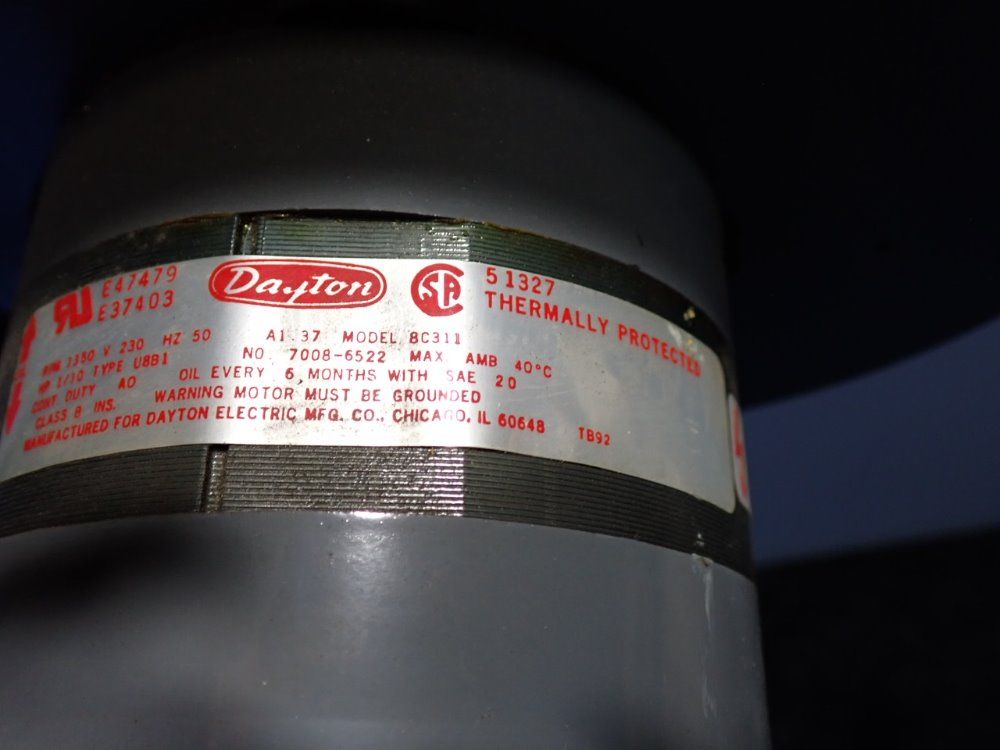 E47479
E37403
Dayton
SA
51327
THERMALLY PROTECTED
V 230 HZ 50 A1.37 MODEL 8C311
HP 1/10 TYPE U8B1 NO. 7008-6522 MAX. AMB 40°C
CONT DUTY AO OIL EVERY 6 MONTHS WITH SAE 20
CLASS B INS. WARNING MOTOR MUST BE GROUNDED
MANUFACTURED FOR DAYTON ELECTRIC MFG. CO. CHICAGO, IL 60648 TB92